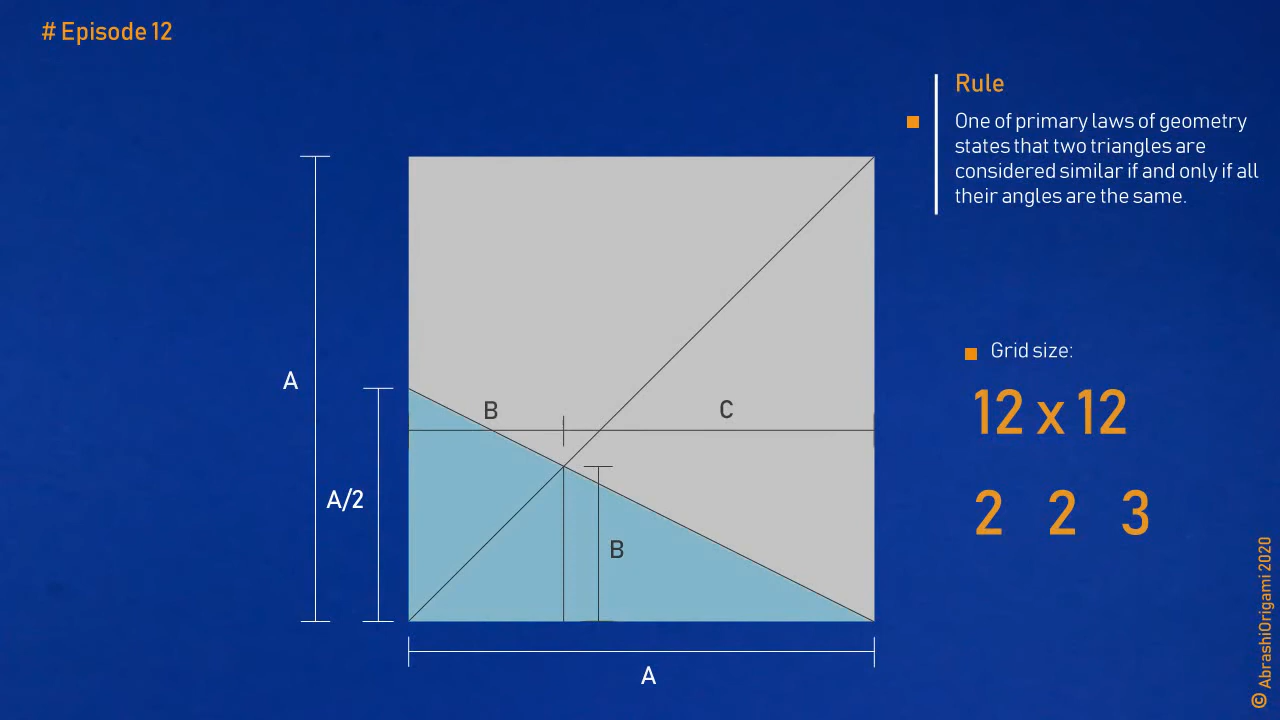 # Episode 12
Rule
One of primary laws of geometry
states that two triangles are
considered similar if and only if all
their angles are the same.
A
B
C
A/2
B
A
Grid size:
12 x 12
2 2 3
© AbrashiOrigami 2020